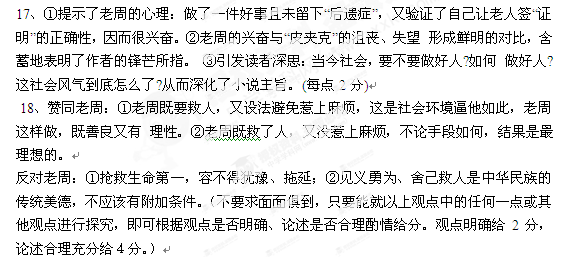 17、①提示了老周的心理：做了一件好事且未留下“后遗症”，又验证了自己让老人签“证
明”的正确性，因而很兴奋。②老周的兴奋与“皮夹克”的沮丧、失望 形成鲜明的对比，含
蓄地表明了作者的锋芒所指。 ③引发读者深思：当今社会，要不要做好人?如何 做好人?
这社会风气到底怎么了?从而深化了小说主旨。(每点 2 分)
18、赞同老周：①老周既要救人，又设法避免惹上麻烦，这是社会环境逼他如此，老周
这样做，既善良又有 理性。②老周既救了人，又没惹上麻烦，不论手段如何，结果是最
理想的。
反对老周：①抢救生命第一，容不得犹豫、拖延；②见义勇为、舍己救人是中华民族的
传统美德，不应该有附加条件。（不要求面面俱到，只要能就以上观点中的任何一点或其
他观点进行探究，即可根据观点是否明确、论述是否合理酌情给分。观点明确给 2 分，
论述合理充分给 4 分。）